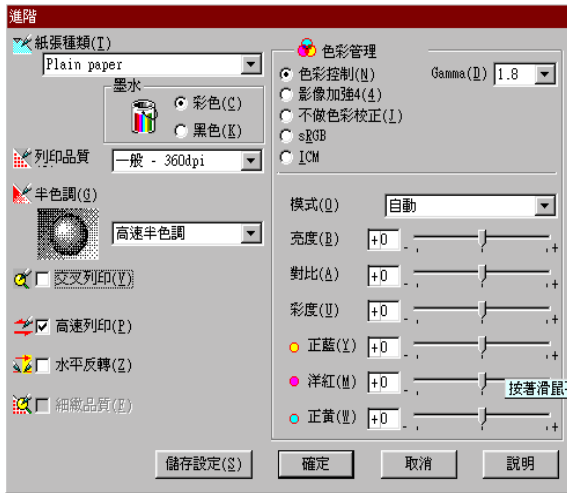 進階
紙張種類(T)
Plain paper
墨水
彩色(C)
黑色(K)
列印品質
一般 - 360dpi
半色調(G)
高速半色調
交叉列印(V)
高速列印(P)
水平反轉(Z)
細緻品質(F)
色彩管理
色彩控制(N)
Gamma(D) 1.8
影像加強4(4)
不做色彩校正(J)
sRGB
ICM
模式(O) 自動
亮度(B) +0 - +
對比(A) +0 - +
彩度(U) +0 - +
正藍(Y) +0 - +
洋紅(M) +0 -
按著滑鼠
正黃(W) +0 - +
儲存設定(S) 確定 取消 說明